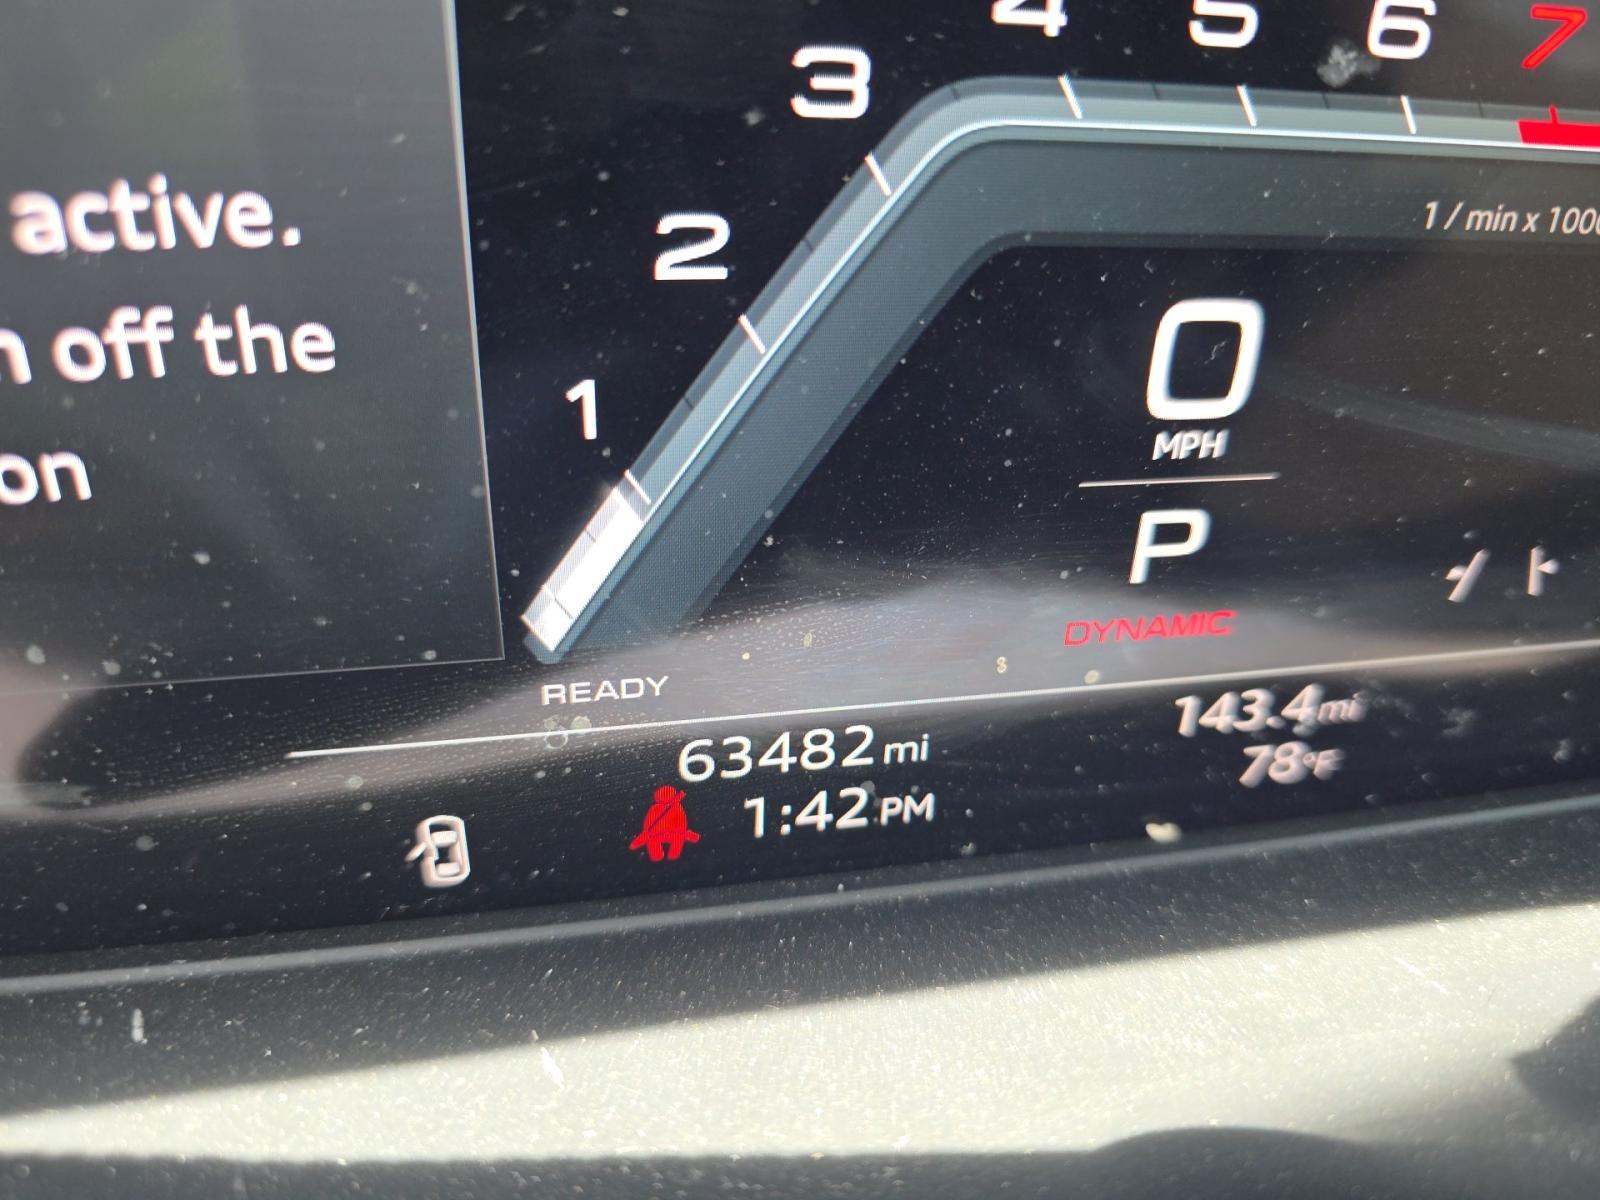 active.
off the
on
4 5 6 7
3
2
1
1 / min x 100
0
MPH
P
DYNAMIC
READY
63482 mi
143.4 mi
78°F
1:42 PM